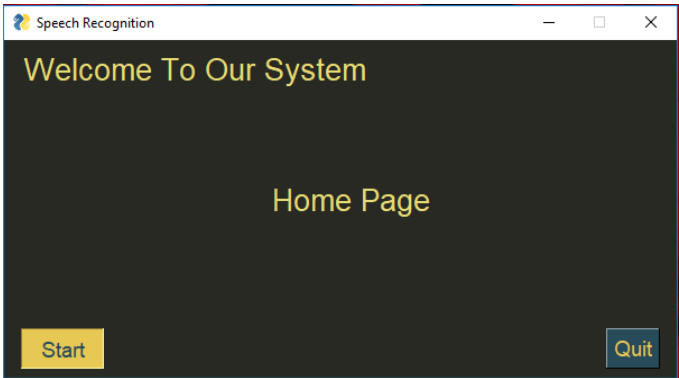 Speech Recognition
Welcome To Our System
Home Page
Start
Quit